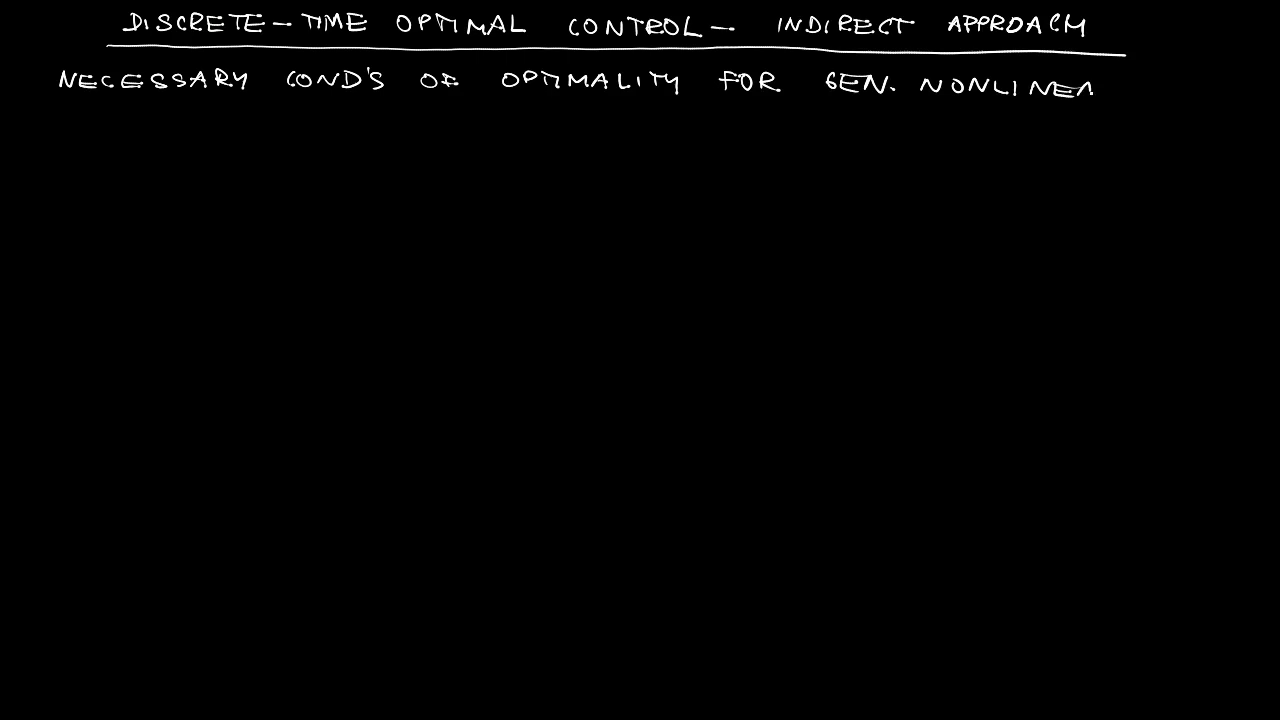 DISCRETE-TIME OPTIMAL CONTROL - INDIRECT APPROACH
NECESSARY COND'S OF OPTIMALITY FOR GEN. NONLINEA